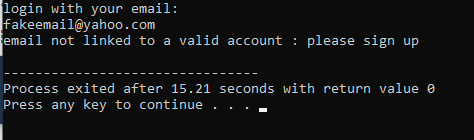 login with your email:
fakeemail@yahoo.com
email not linked to a valid account : please sign up
--------------------------------
Process exited after 15.21 seconds with return value 0
Press any key to continue . . .